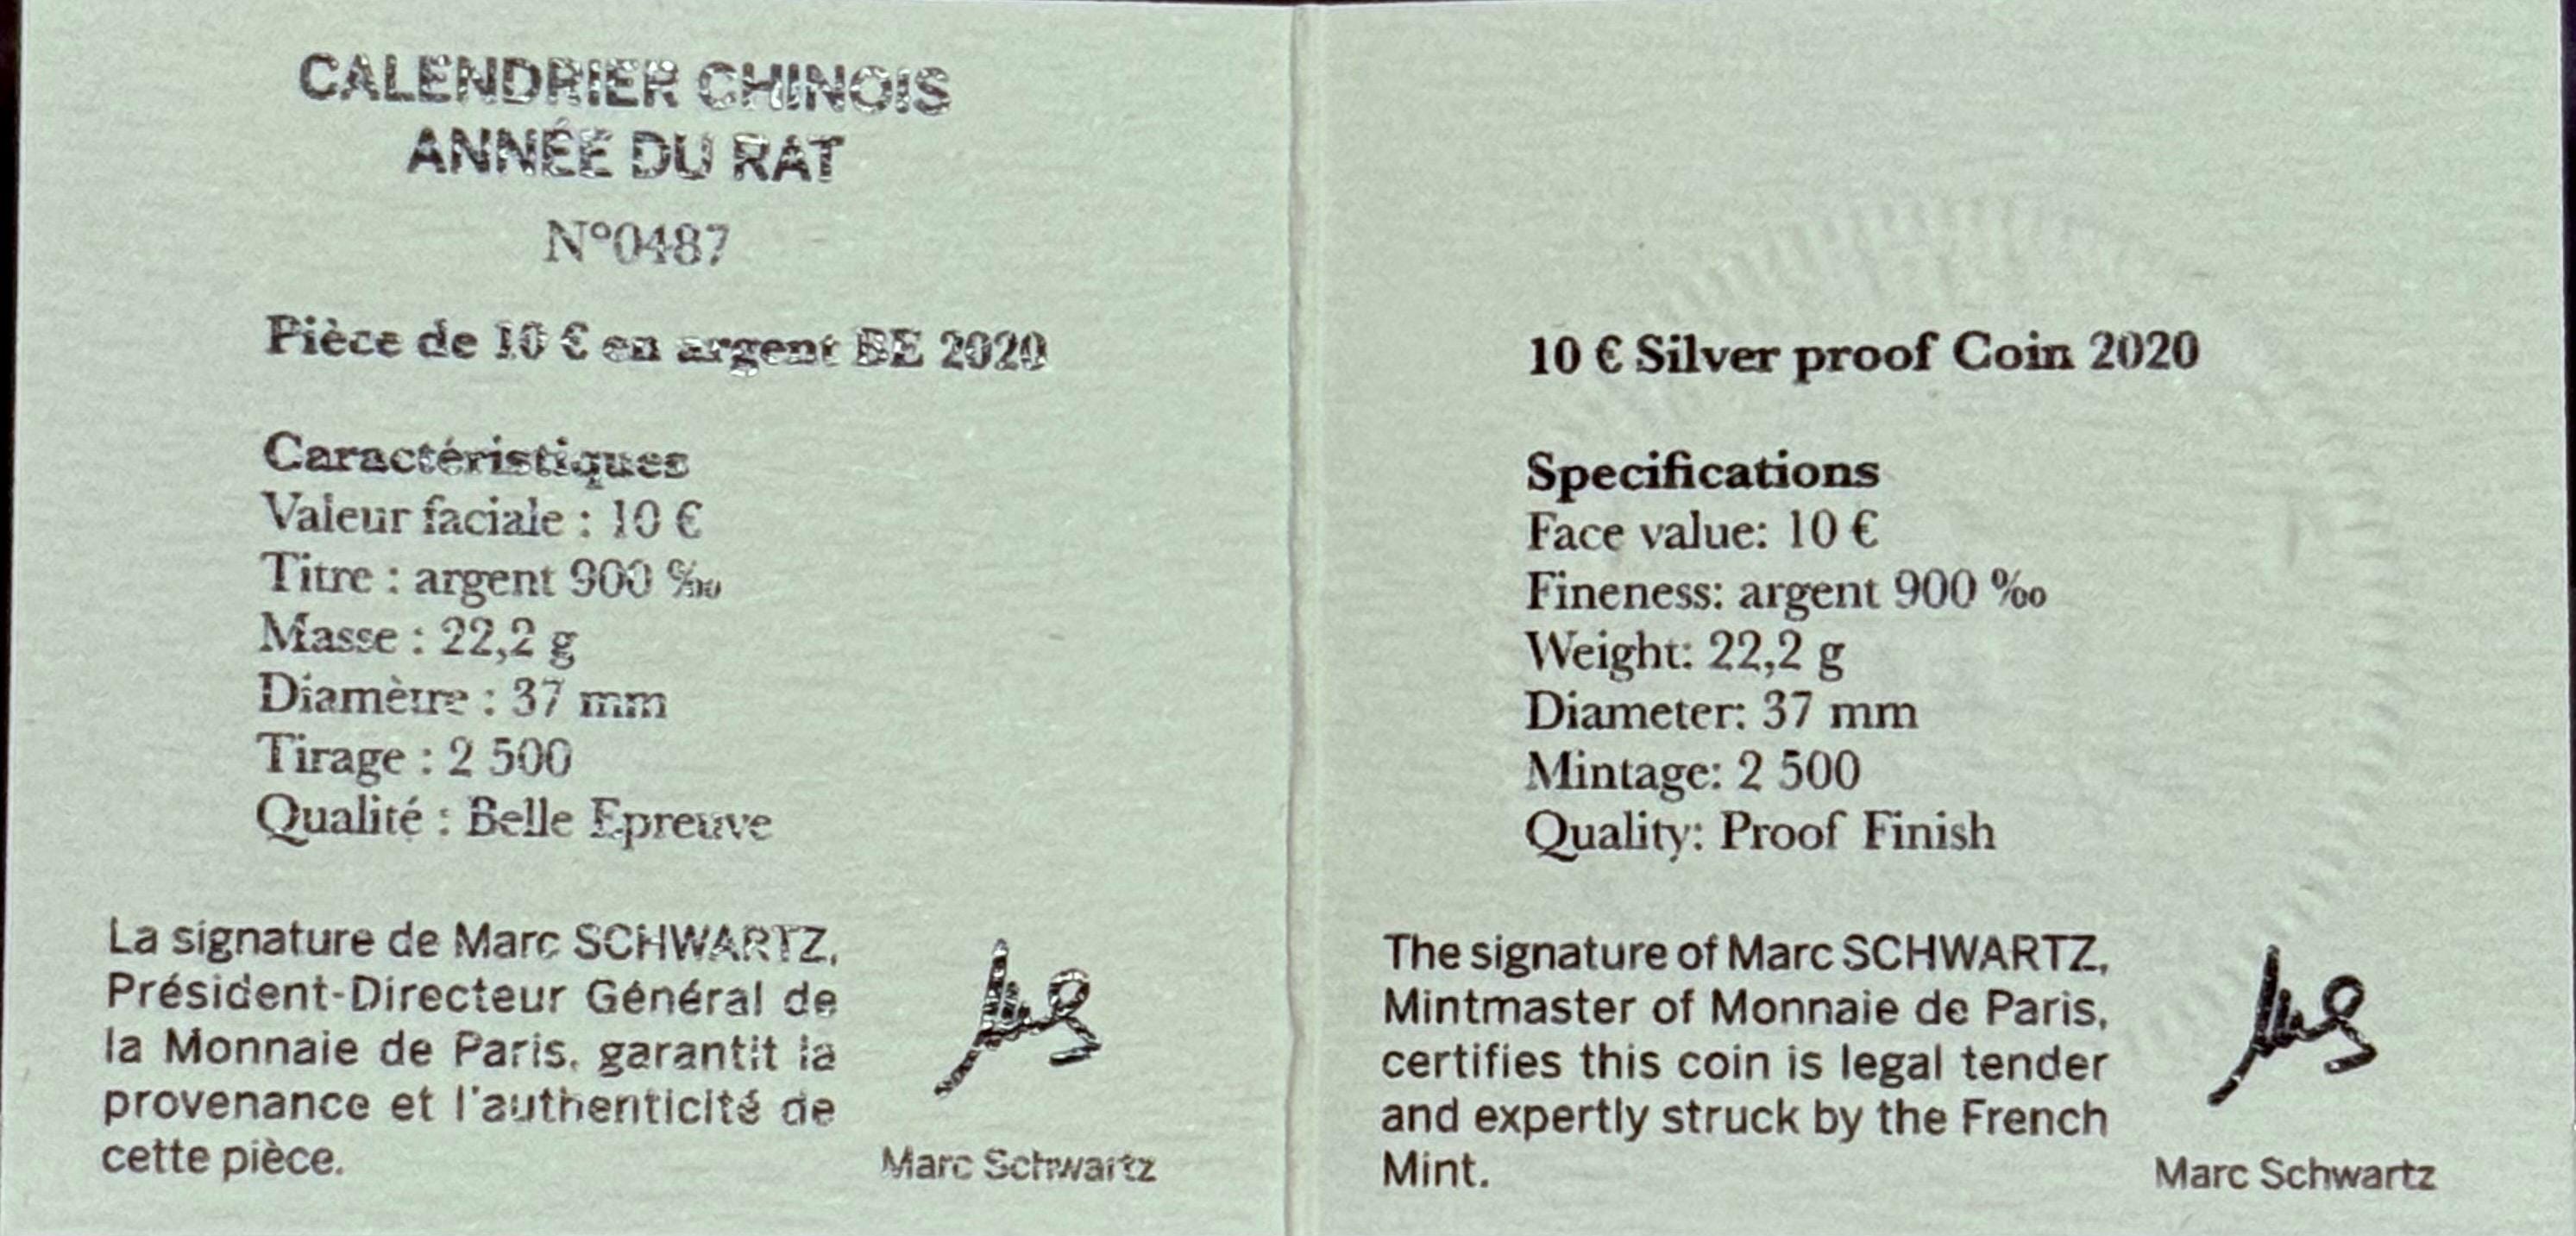 CALENDRIER CHINOIS
ANNÉE DU RAT
N°0487
Pièce de 10 € en argent BE 2020
Caractéristiques
Valeur faciale : 10 €
Titre : argent 900 ‰
Masse : 22,2 g
Diamètre : 37 mm
Tirage : 2 500
Qualité : Belle Epreuve
La signature de Marc SCHWARTZ,
Président-Directeur Général de
la Monnaie de Paris, garantit la
provenance et l'authenticité de
cette pièce.
Marc Schwartz
10 € Silver proof Coin 2020
Specifications
Face value: 10 €
Fineness: argent 900 ‰
Weight: 22,2 g
Diameter: 37 mm
Mintage: 2 500
Quality: Proof Finish
The signature of Marc SCHWARTZ,
Mintmaster of Monnaie de Paris,
certifies this coin is legal tender
and expertly struck by the French
Mint.
Marc Schwartz